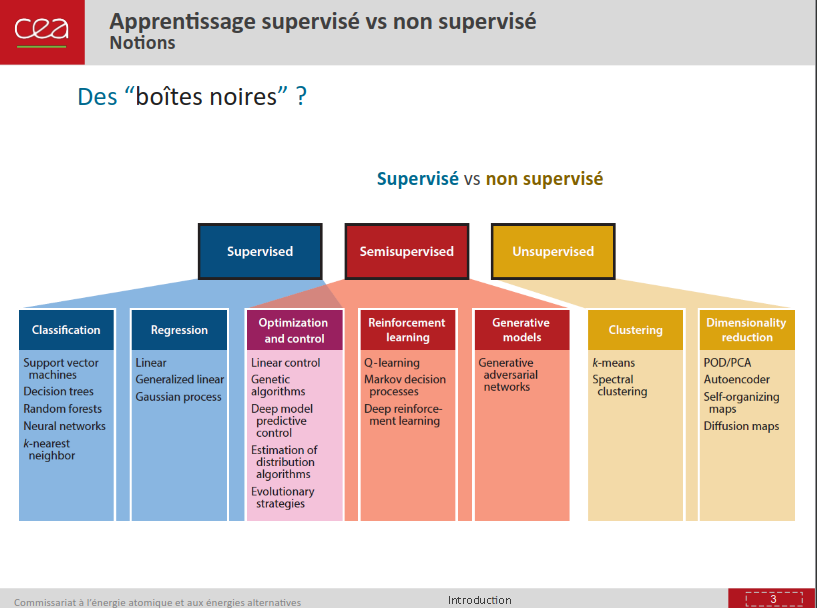 cea
Apprentissage supervisé vs non supervisé
Notions
Des “boîtes noires” ?
Supervisé vs non supervisé
Supervised
Semisupervised
Unsupervised
Classification
Support vector
machines
Decision trees
Random forests
Neural networks
k-nearest
neighbor
Regression
Linear
Generalized linear
Gaussian process
Optimization
and control
Linear control
Genetic
algorithms
Deep model
predictive
control
Estimation of
distribution
algorithms
Evolutionary
strategies
Reinforcement
learning
Q-learning
Markov decision
processes
Deep reinforce-
ment learning
Generative
models
Generative
adversarial
networks
Clustering
k-means
Spectral
clustering
Dimensionality
reduction
POD/PCA
Autoencoder
Self-organizing
maps
Diffusion maps
Commissariat à l’énergie atomique et aux énergies alternatives
Introduction
3